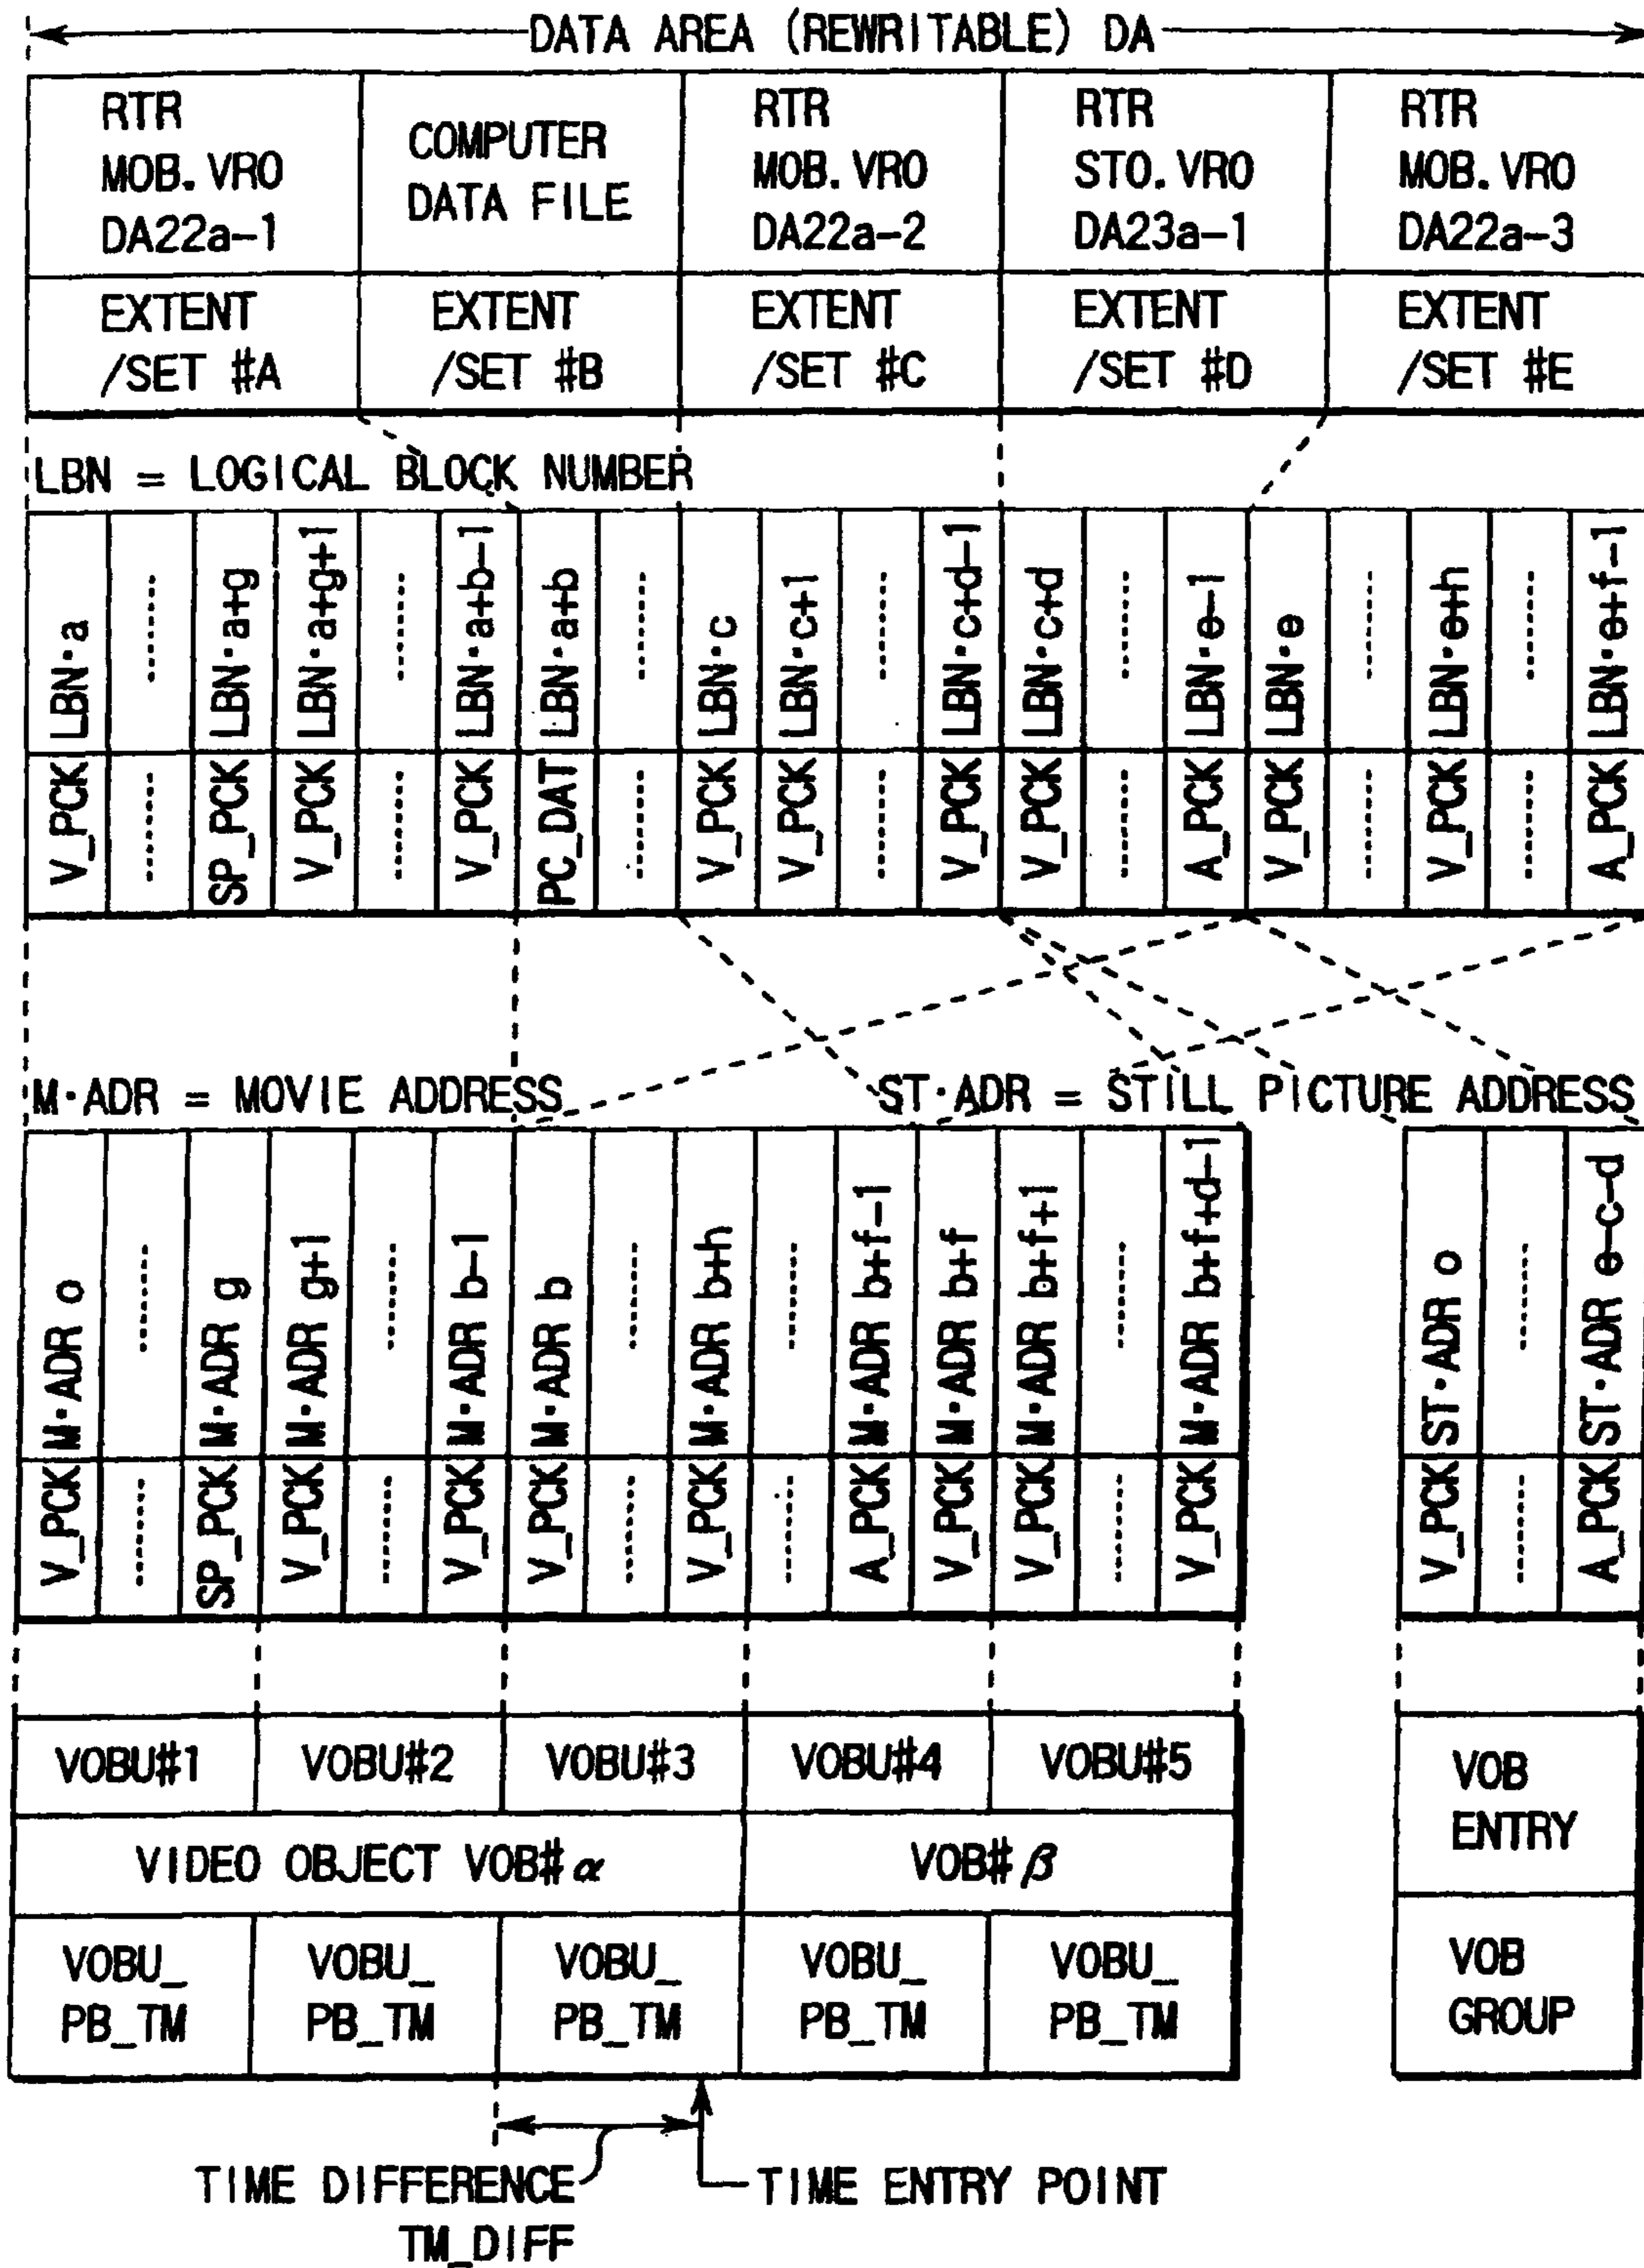 DATA AREA (REWRITABLE) DA
RTR
MOB. VRO
DA22a-1
COMPUTER
DATA FILE
RTR
MOB. VRO
DA22a-2
RTR
STO. VRO
DA23a-1
RTR
MOB. VRO
DA22a-3
EXTENT
/SET #A
EXTENT
/SET #B
EXTENT
/SET #C
EXTENT
/SET #D
EXTENT
/SET #E
LBN = LOGICAL BLOCK NUMBER
V_PCK LBN·a
SP_PCK LBN·a+g
V_PCK LBN·a+g+1
V_PCK LBN·a+b-1
PC_DAT LBN·a+b
V_PCK LBN·c
V_PCK LBN·c+1
V_PCK LBN·c+d-1
V_PCK LBN·c+d
A_PCK LBN·e-1
V_PCK LBN·e
V_PCK LBN·e+h
A_PCK LBN·e+f-1
M·ADR = MOVIE ADDRESS
ST·ADR = STILL PICTURE ADDRESS
V_PCK M·ADR o
SP_PCK M·ADR g
V_PCK M·ADR g+1
V_PCK M·ADR b-1
V_PCK M·ADR b
V_PCK M·ADR b+h
A_PCK M·ADR b+f-1
V_PCK M·ADR b+f
V_PCK M·ADR b+f+1
V_PCK M·ADR b+f+d-1
V_PCK ST·ADR o
A_PCK ST·ADR e-c-d
VOBU#1
VOBU#2
VOBU#3
VOBU#4
VOBU#5
VOB
ENTRY
VIDEO OBJECT VOB#α
VOB#β
VOBU_
PB_TM
VOBU_
PB_TM
VOBU_
PB_TM
VOBU_
PB_TM
VOBU_
PB_TM
VOB
GROUP
TIME DIFFERENCE
TM_DIFF
TIME ENTRY POINT